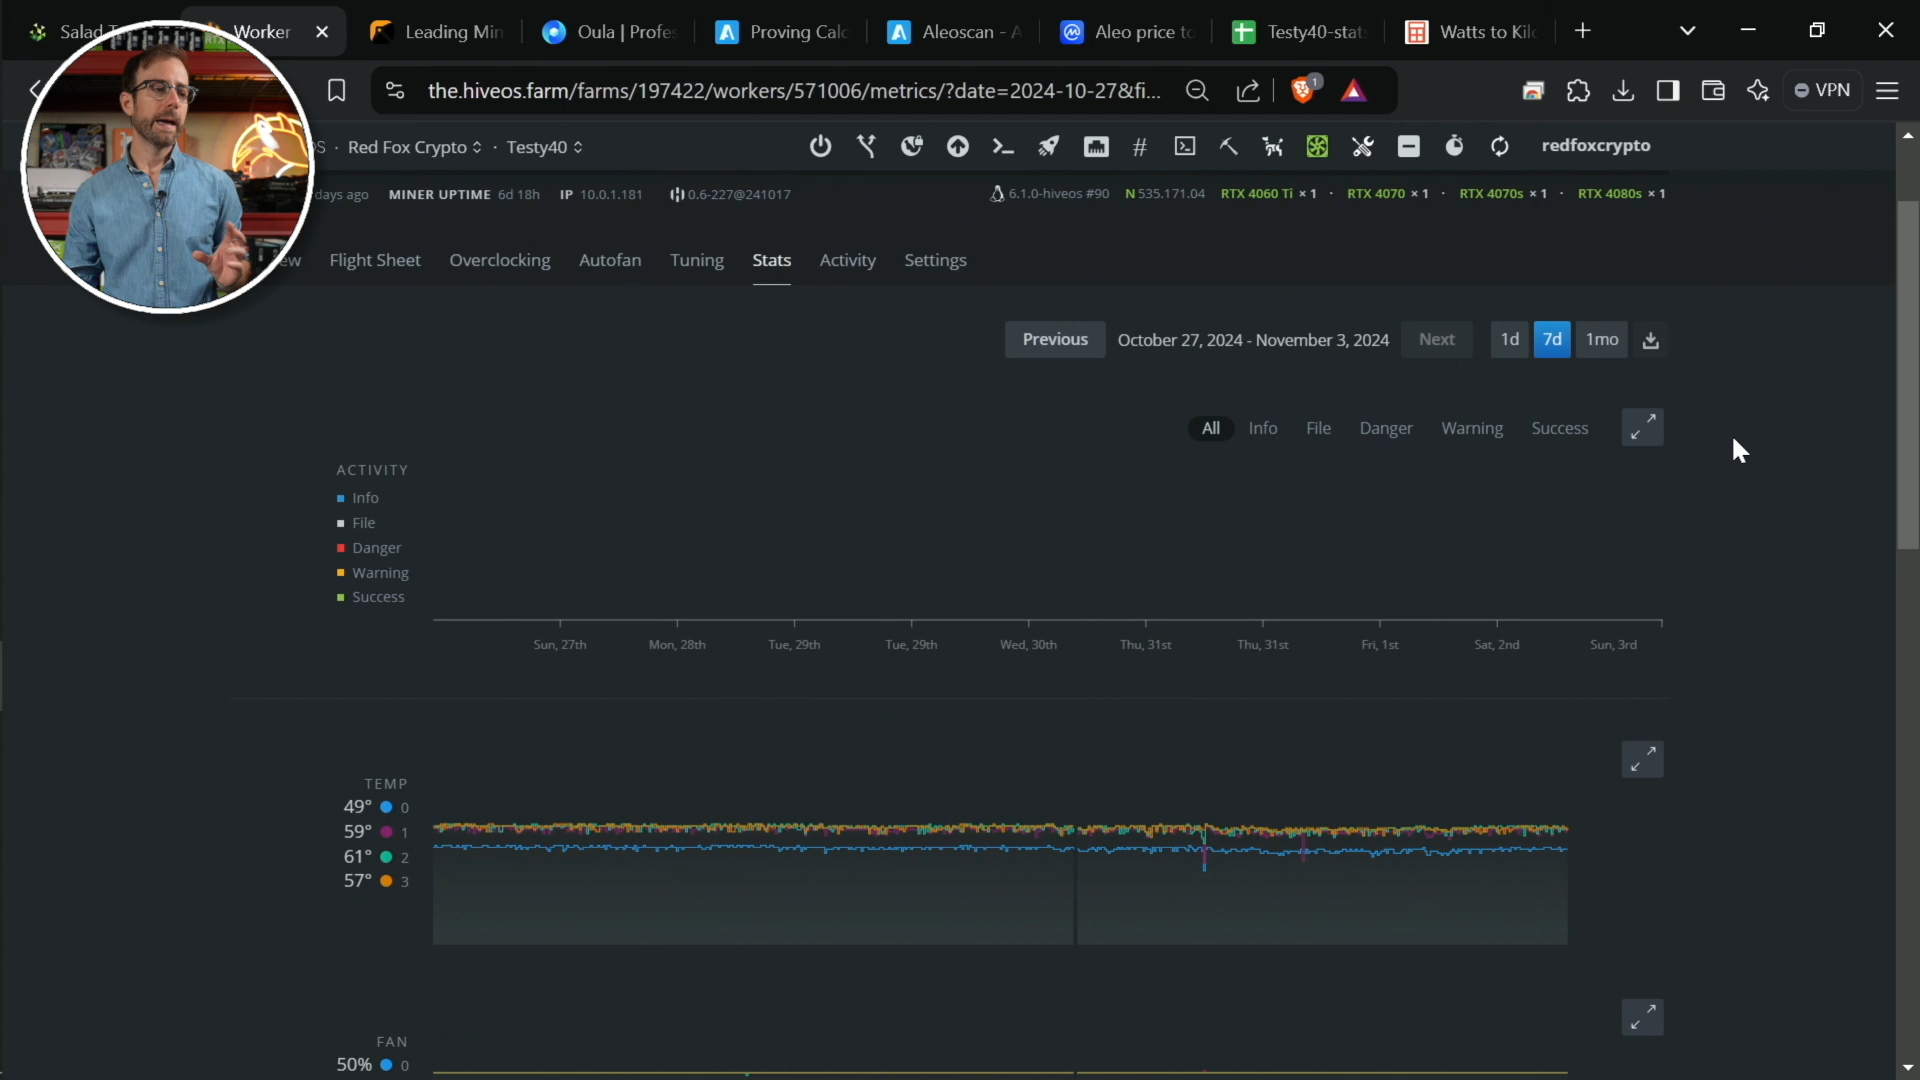 Salad T
Worker
Leading Min
Oula | Profes
Proving Calc
Aleoscan - A
Aleo price to
Testy40-stats
Watts to Kilo
the.hiveos.farm/farms/197422/workers/571006/metrics/?date=2024-10-27&fi...
1
VPN
OS · Red Fox Crypto · Testy40
redfoxcrypto
days ago MINER UPTIME 6d 18h IP 10.0.1.181 0.6-227@241017
6.1.0-hiveos #90 N 535.171.04 RTX 4060 Ti × 1 · RTX 4070 × 1 · RTX 4070s × 1 · RTX 4080s × 1
ew Flight Sheet Overclocking Autofan Tuning Stats Activity Settings
Previous October 27, 2024 - November 3, 2024 Next 1d 7d 1mo
All Info File Danger Warning Success
ACTIVITY
Info
File
Danger
Warning
Success
Sun, 27th Mon, 28th Tue, 29th Tue, 29th Wed, 30th Thu, 31st Thu, 31st Fri, 1st Sat, 2nd Sun, 3rd
TEMP
49° 0
59° 1
61° 2
57° 3
FAN
50% 0